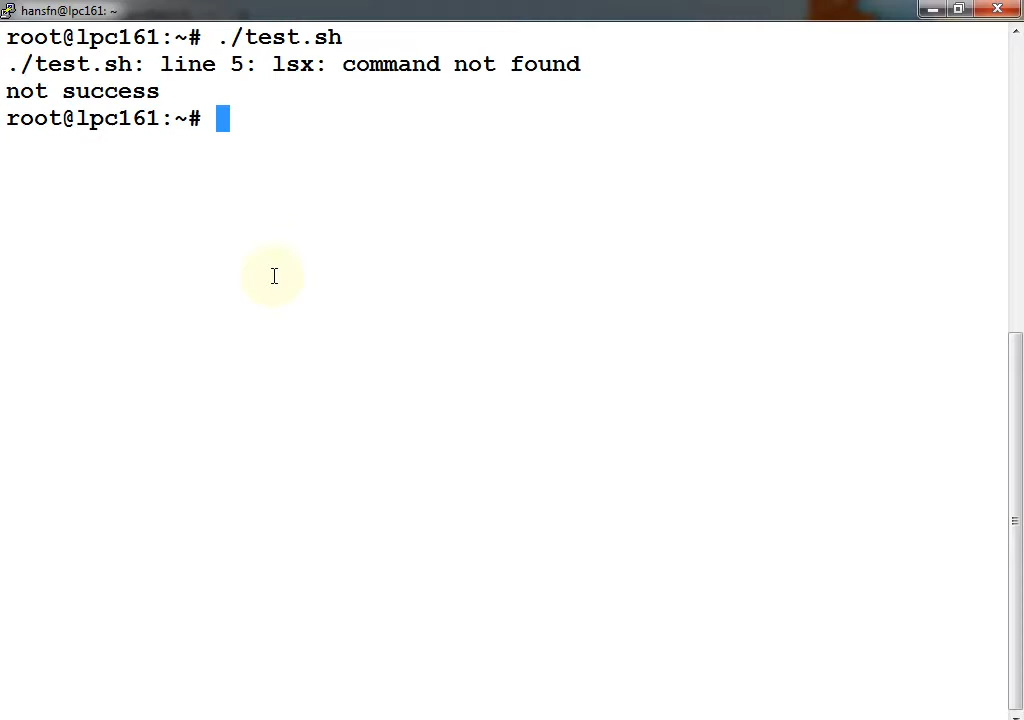 hansfn@lpc161: ~
root@lpc161:~# ./test.sh
./test.sh: line 5: lsx: command not found
not success
root@lpc161:~#